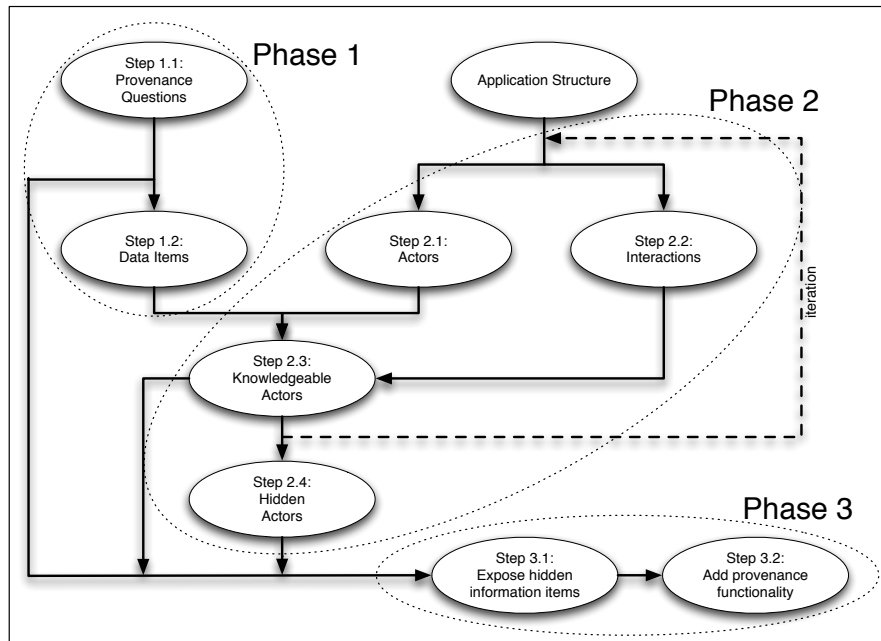 Phase 1
Step 1.1:
Provenance
Questions
Application Structure
Phase 2
Step 1.2:
Data Items
Step 2.1:
Actors
Step 2.2:
Interactions
iteration
Step 2.3:
Knowledgeable
Actors
Step 2.4:
Hidden
Actors
Phase 3
Step 3.1:
Expose hidden
information items
Step 3.2:
Add provenance
functionality